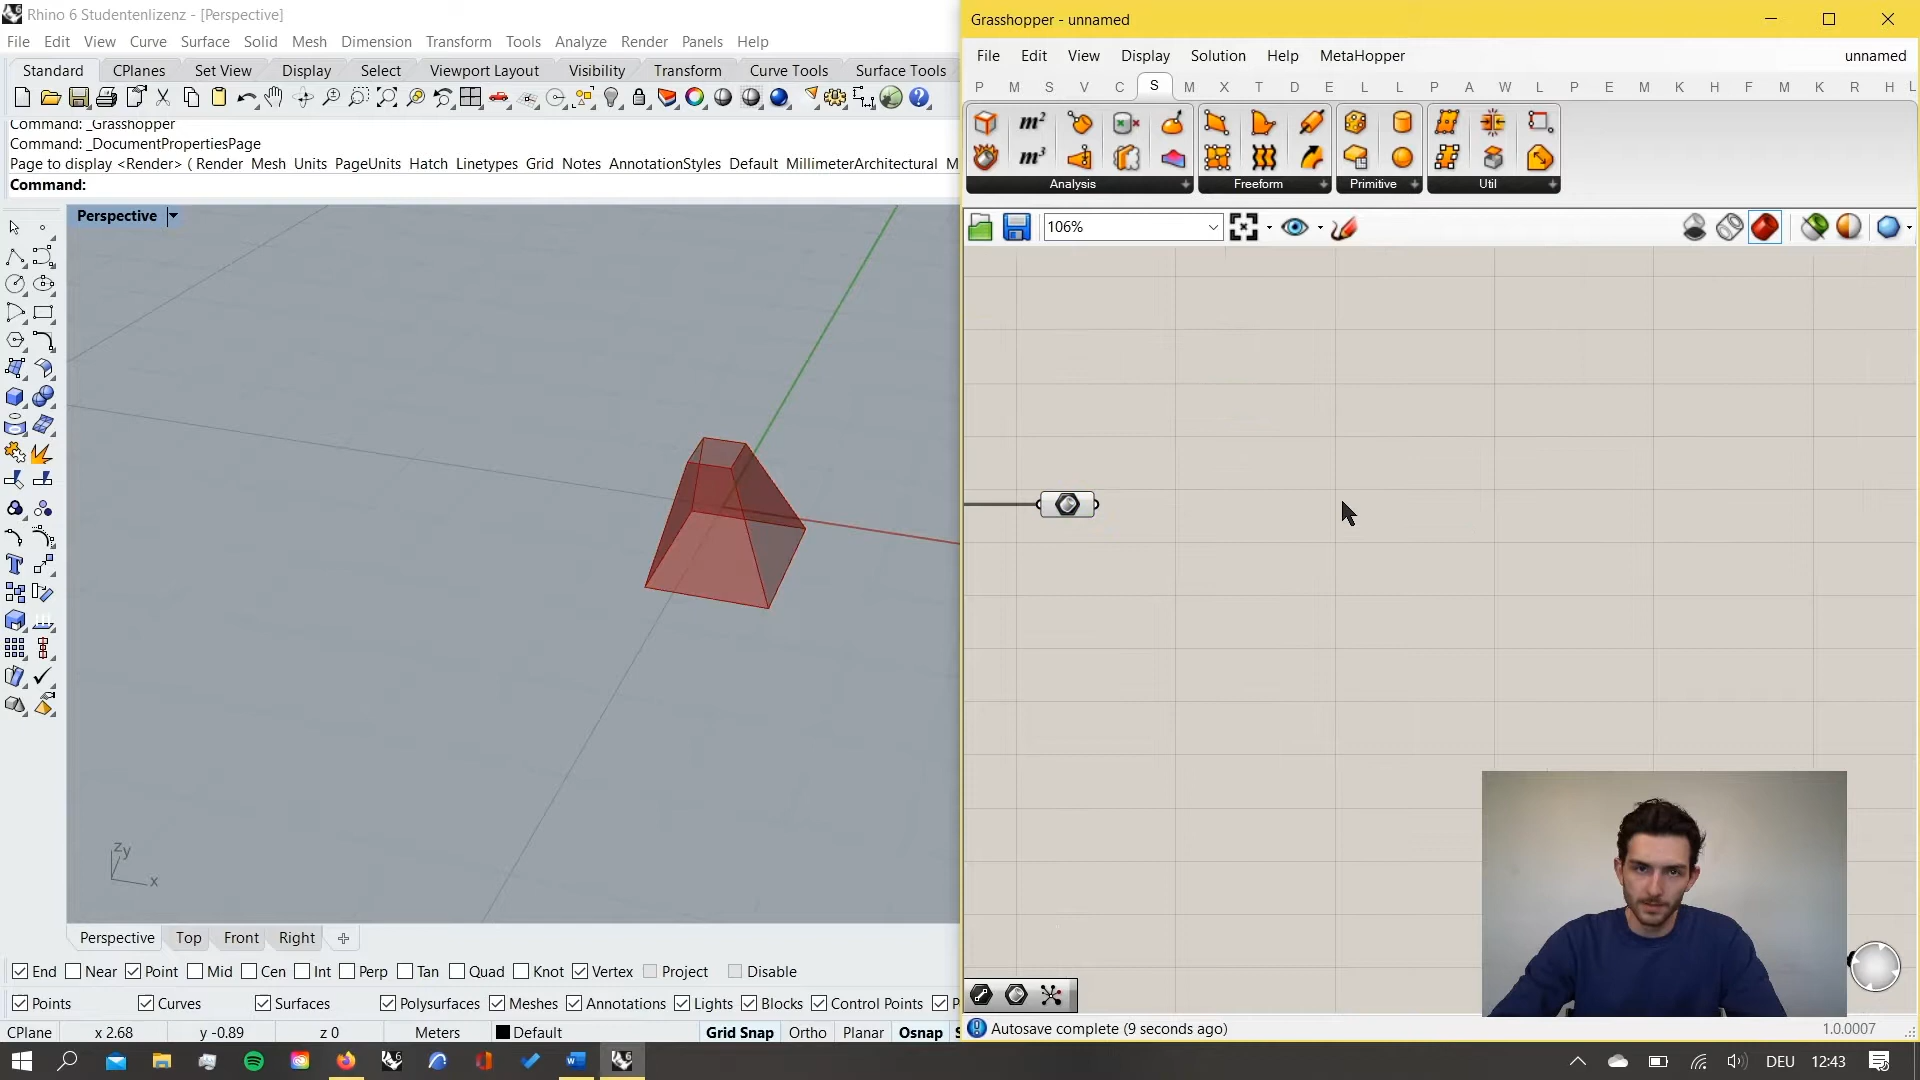 Rhino 6 Studentenlizenz - [Perspective]
File Edit View Curve Surface Solid Mesh Dimension Transform Tools Analyze Render Panels Help
Standard CPlanes Set View Display Select Viewport Layout Visibility Transform Curve Tools Surface Tools
Command: _Grasshopper
Command: _DocumentPropertiesPage
Page to display <Render> ( Render Mesh Units PageUnits Hatch Linetypes Grid Notes AnnotationStyles Default MillimeterArchitectural M
Command:
Perspective
zy
x
Perspective Top Front Right
End Near Point Mid Cen Int Perp Tan Quad Knot Vertex Project Disable
Points Curves Surfaces Polysurfaces Meshes Annotations Lights Blocks Control Points P
CPlane x 2.68 y -0.89 z 0 Meters Default Grid Snap Ortho Planar Osnap S
Grasshopper - unnamed
File Edit View Display Solution Help MetaHopper unnamed
P M S V C S M X T D E L L P A W L P E M K H F M K R H L
m²
m³
Analysis Freeform Primitive Util
106%
Autosave complete (9 seconds ago) 1.0.0007
DEU 12:43